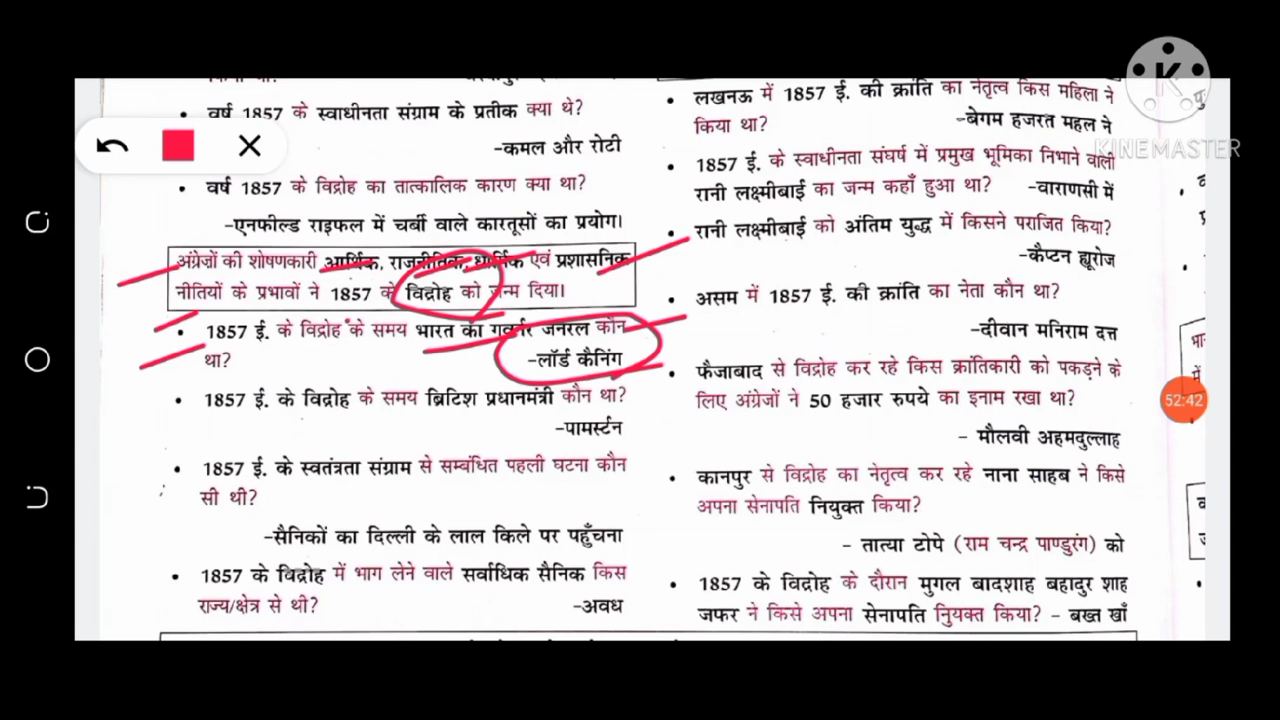 KINEMASTER
52:42
वर्ष 1857 के स्वाधीनता संग्राम के प्रतीक क्या थे?
-कमल और रोटी
वर्ष 1857 के विद्रोह का तात्कालिक कारण क्या था?
-एनफील्ड राइफल में चर्बी वाले कारतूसों का प्रयोग।
अंग्रेजों की शोषणकारी आर्थिक, राजनीतिक, धार्मिक एवं प्रशासनिक
नीतियों के प्रभावों ने 1857 के विद्रोह को जन्म दिया।
1857 ई. के विद्रोह के समय भारत का गवर्नर जनरल कौन
था?
-लॉर्ड कैनिंग
1857 ई. के विद्रोह के समय ब्रिटिश प्रधानमंत्री कौन था?
-पामर्स्टन
1857 ई. के स्वतंत्रता संग्राम से सम्बंधित पहली घटना कौन
सी थी?
-सैनिकों का दिल्ली के लाल किले पर पहुँचना
1857 के विद्रोह में भाग लेने वाले सर्वाधिक सैनिक किस
राज्य/क्षेत्र से थी?
-अवध
लखनऊ में 1857 ई. की क्रांति का नेतृत्व किस महिला ने
किया था?
-बेगम हजरत महल ने
1857 ई. के स्वाधीनता संघर्ष में प्रमुख भूमिका निभाने वाली
रानी लक्ष्मीबाई का जन्म कहाँ हुआ था?
-वाराणसी में
रानी लक्ष्मीबाई को अंतिम युद्ध में किसने पराजित किया?
-कैप्टन ह्यूरोज
असम में 1857 ई. की क्रांति का नेता कौन था?
-दीवान मनिराम दत्त
फैजाबाद से विद्रोह कर रहे किस क्रांतिकारी को पकड़ने के
लिए अंग्रेजों ने 50 हजार रुपये का इनाम रखा था?
- मौलवी अहमदुल्लाह
कानपुर से विद्रोह का नेतृत्व कर रहे नाना साहब ने किसे
अपना सेनापति नियुक्त किया?
- तात्या टोपे (राम चन्द्र पाण्डुरंग) को
1857 के विद्रोह के दौरान मुगल बादशाह बहादुर शाह
जफर ने किसे अपना सेनापति नियुक्त किया? - बख्त खाँ